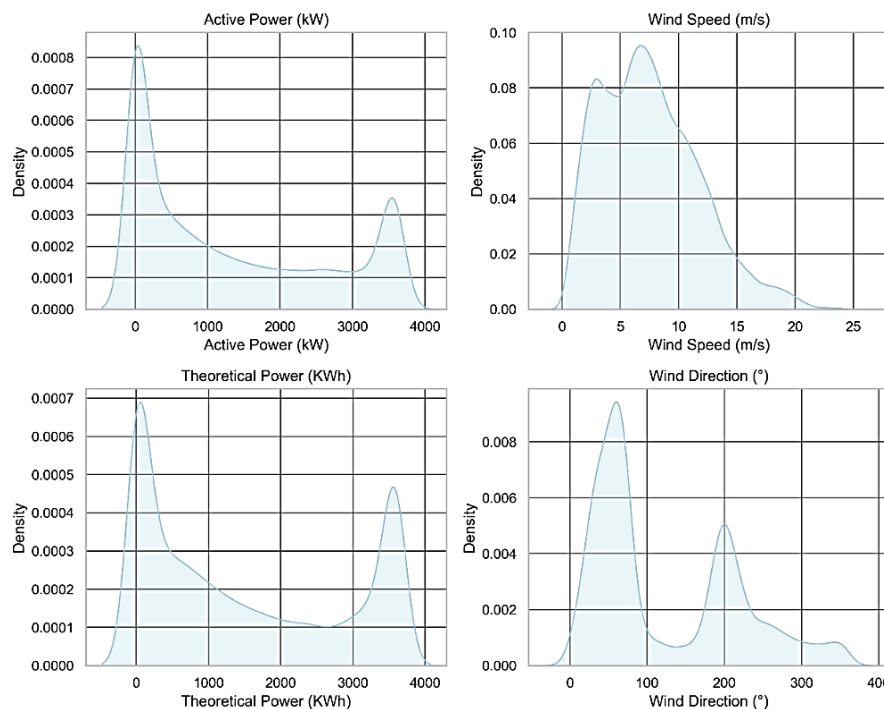 Active Power (kW)
0.0008
0.0007
0.0006
0.0005
0.0004
0.0003
0.0002
0.0001
0.0000
Density
0 1000 2000 3000 4000
Active Power (kW)
Wind Speed (m/s)
0.10
0.08
0.06
0.04
0.02
0.00
Density
0 5 10 15 20 25
Wind Speed (m/s)
Theoretical Power (KWh)
0.0007
0.0006
0.0005
0.0004
0.0003
0.0002
0.0001
0.0000
Density
0 1000 2000 3000 4000
Theoretical Power (KWh)
Wind Direction (°)
0.008
0.006
0.004
0.002
0.000
Density
0 100 200 300
Wind Direction (°)